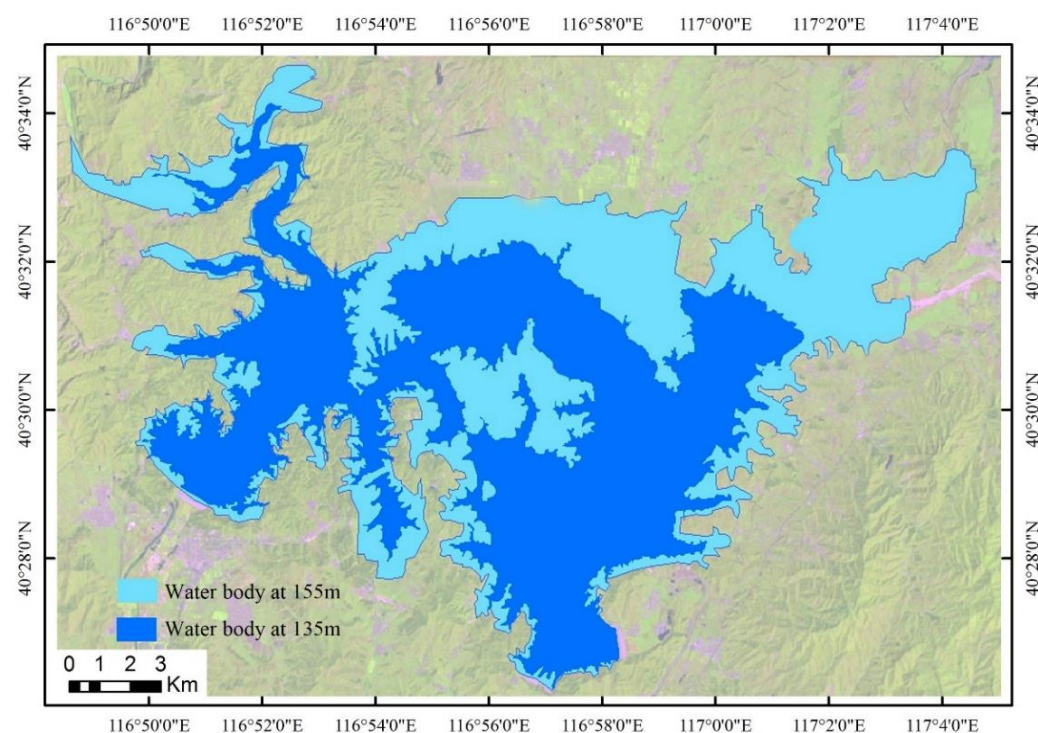 116°50'0"E 116°52'0"E 116°54'0"E 116°56'0"E 116°58'0"E 117°0'0"E 117°2'0"E 117°4'0"E
40°34'0"N 40°34'0"N
40°32'0"N 40°32'0"N
40°30'0"N 40°30'0"N
40°28'0"N 40°28'0"N
Water body at 155m
Water body at 135m
0 1 2 3
Km
116°50'0"E 116°52'0"E 116°54'0"E 116°56'0"E 116°58'0"E 117°0'0"E 117°2'0"E 117°4'0"E